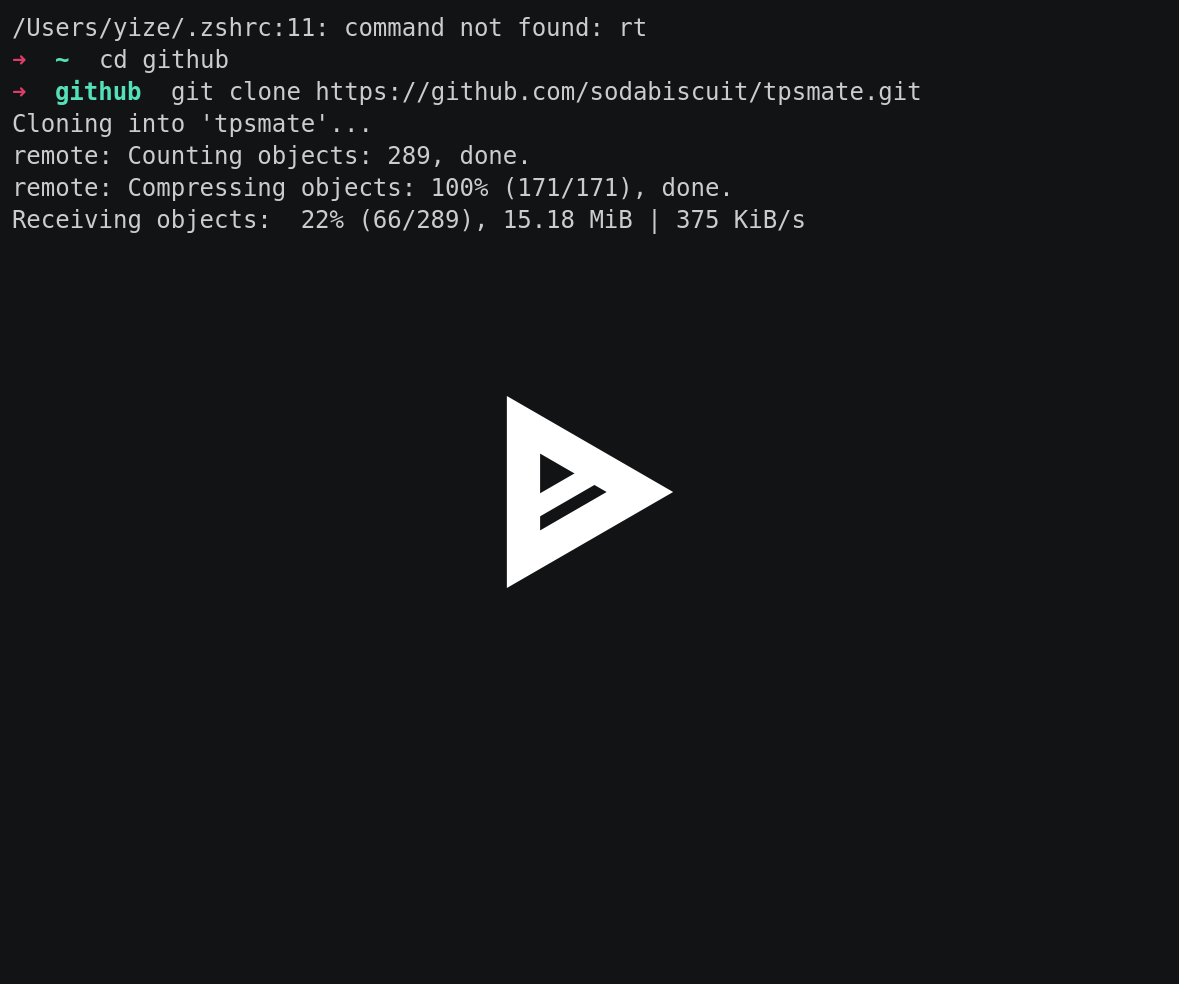 /Users/yize/.zshrc:11: command not found: rt
➜  ~  cd github
➜  github  git clone https://github.com/sodabiscuit/tpsmate.git
Cloning into 'tpsmate'...
remote: Counting objects: 289, done.
remote: Compressing objects: 100% (171/171), done.
Receiving objects:  22% (66/289), 15.18 MiB | 375 KiB/s